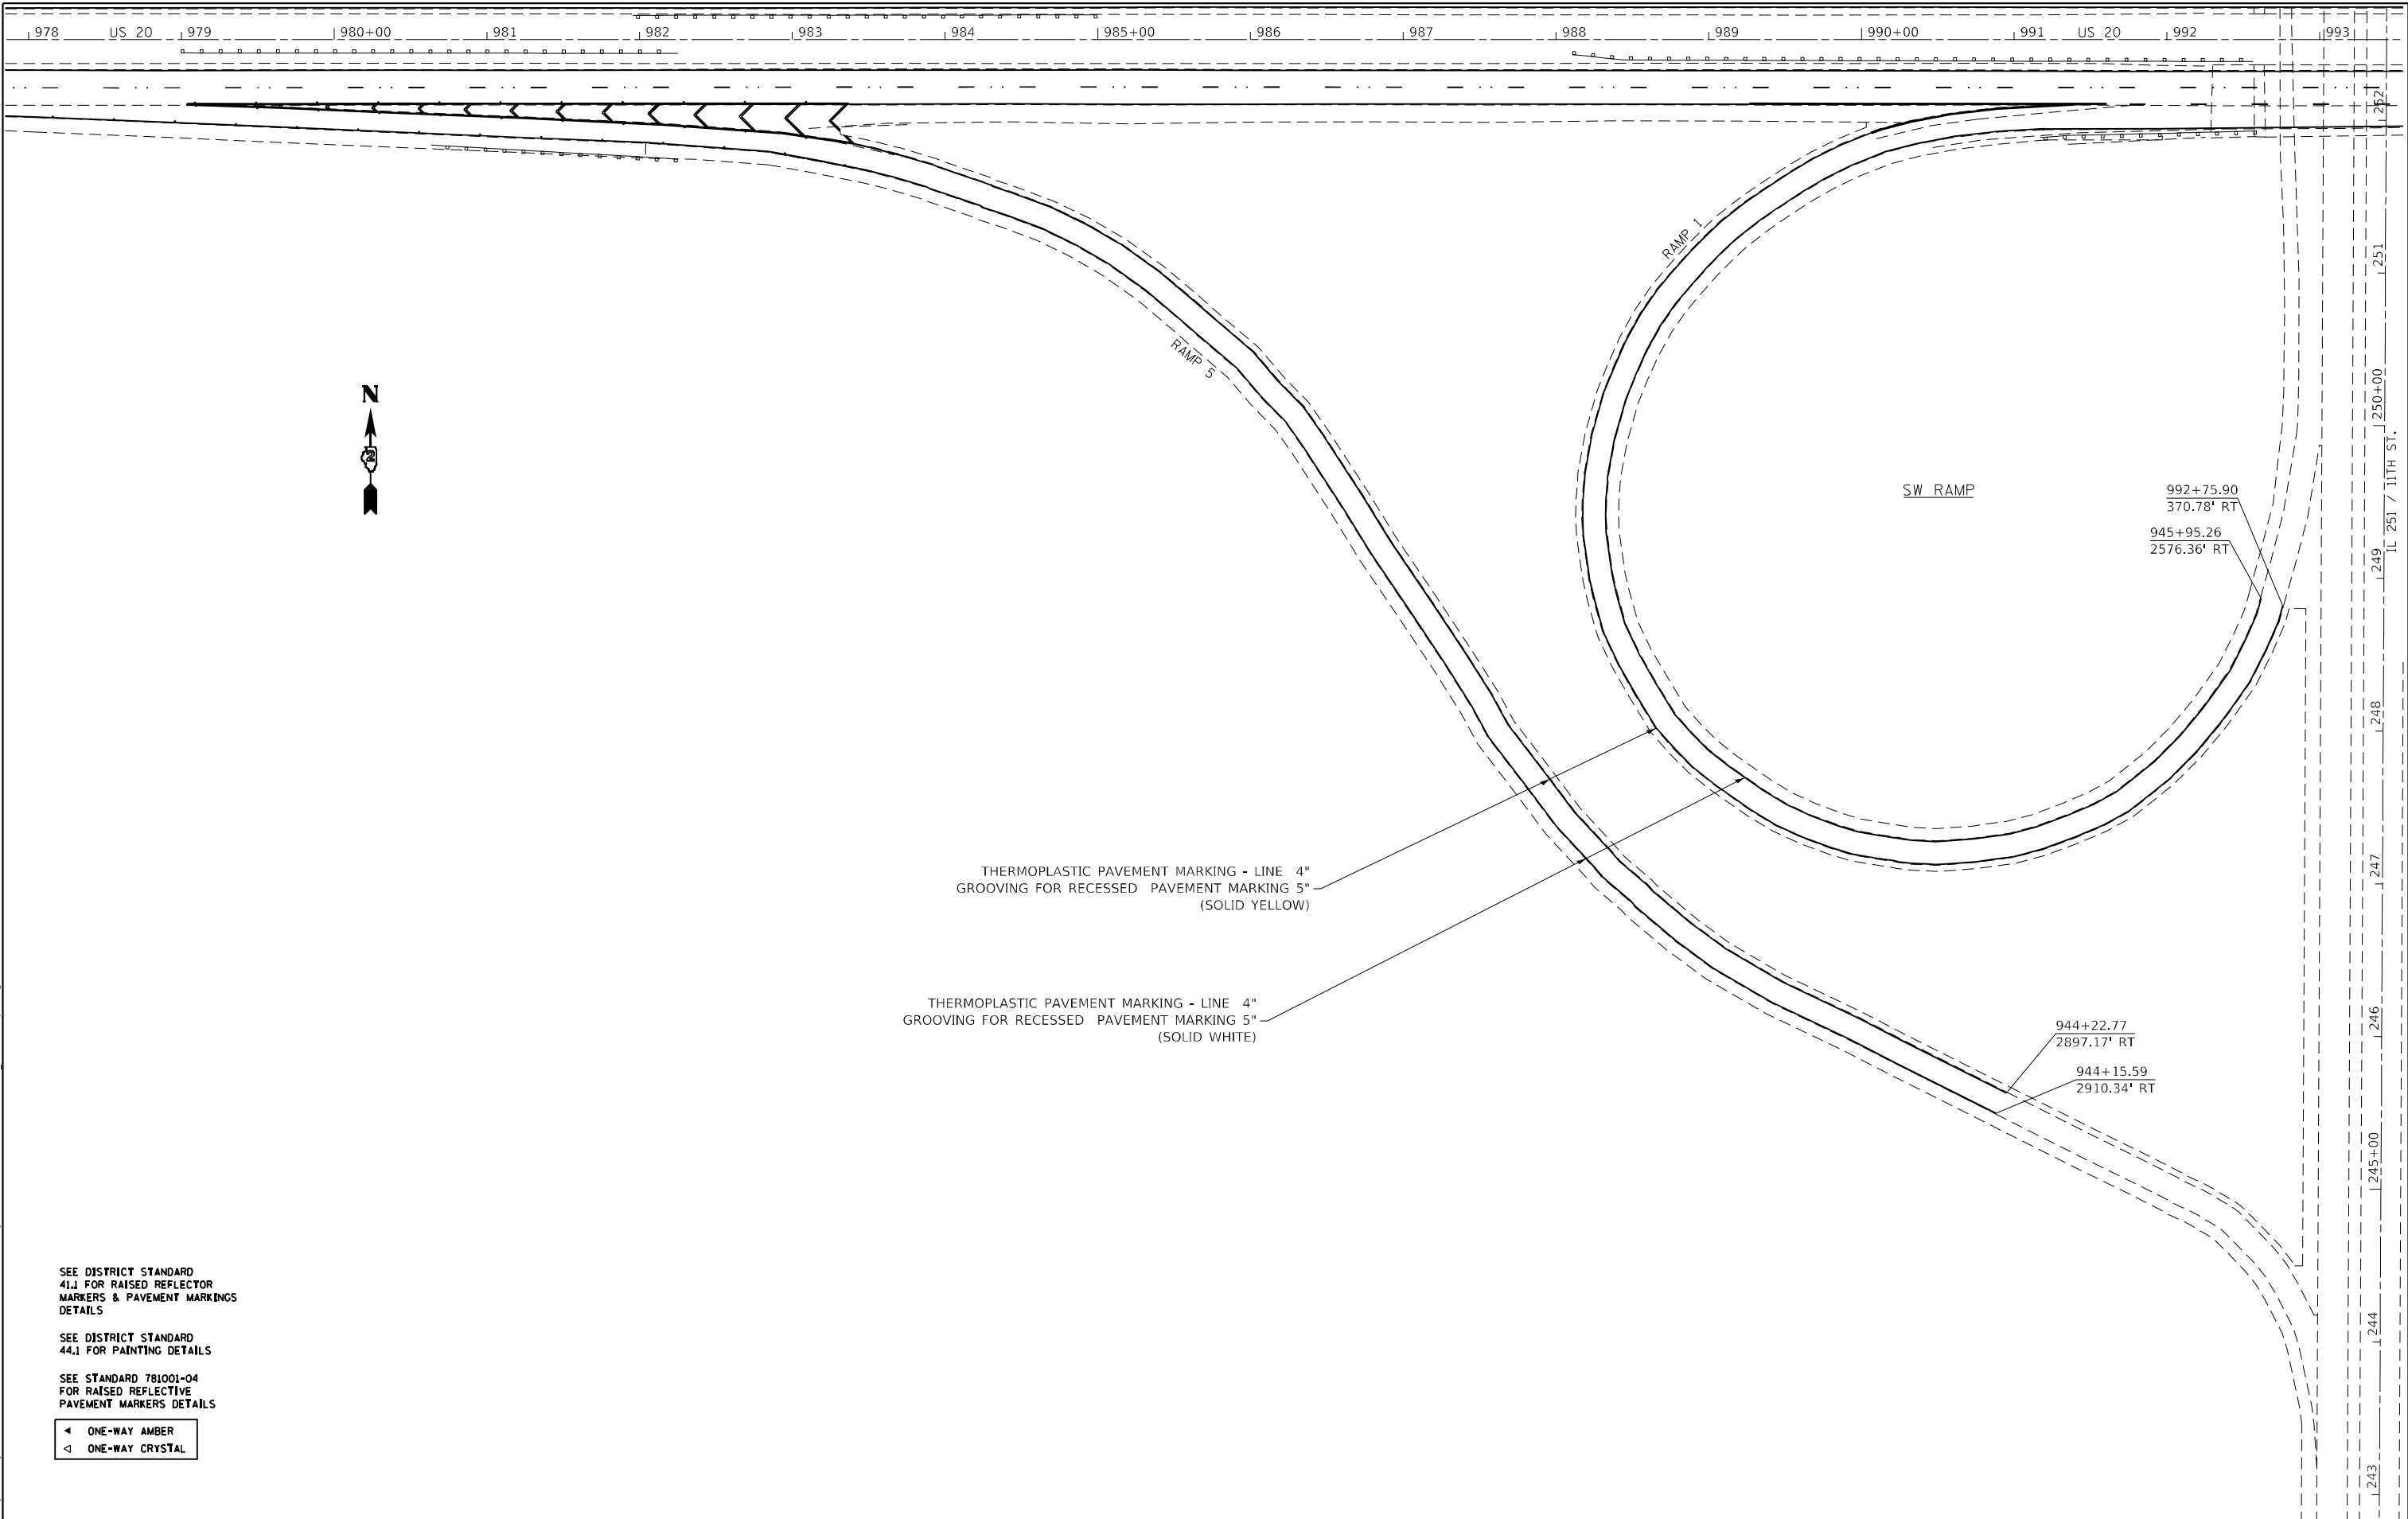 978 US 20 979 980+00 981 982 983 984 985+00 986 987 988 989 990+00 991 US 20 992 993
252
251
250+00
249
248
247
246
245+00
244
243
IL 251 / 11TH ST.
RAMP 1
RAMP 5
N
2
SW RAMP
992+75.90
370.78' RT
945+95.26
2576.36' RT
THERMOPLASTIC PAVEMENT MARKING - LINE 4"
GROOVING FOR RECESSED PAVEMENT MARKING 5"
(SOLID YELLOW)
THERMOPLASTIC PAVEMENT MARKING - LINE 4"
GROOVING FOR RECESSED PAVEMENT MARKING 5"
(SOLID WHITE)
944+22.77
2897.17' RT
944+15.59
2910.34' RT
SEE DISTRICT STANDARD
41.1 FOR RAISED REFLECTOR
MARKERS & PAVEMENT MARKINGS
DETAILS
SEE DISTRICT STANDARD
44.1 FOR PAINTING DETAILS
SEE STANDARD 781001-04
FOR RAISED REFLECTIVE
PAVEMENT MARKERS DETAILS
ONE-WAY AMBER
ONE-WAY CRYSTAL